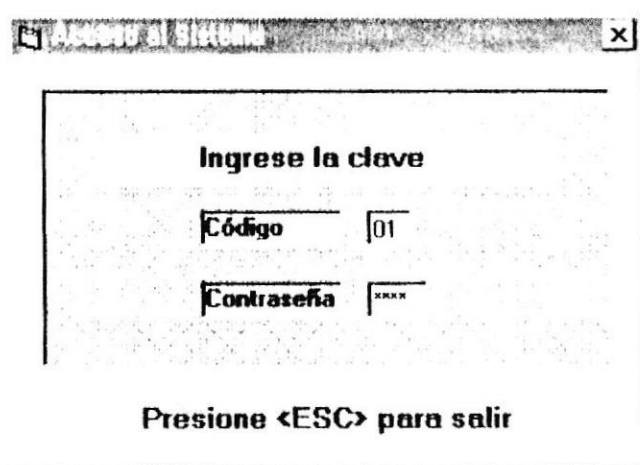 Acceso al Sistema
Ingrese la clave
Código 01
Contraseña ××××
Presione <ESC> para salir